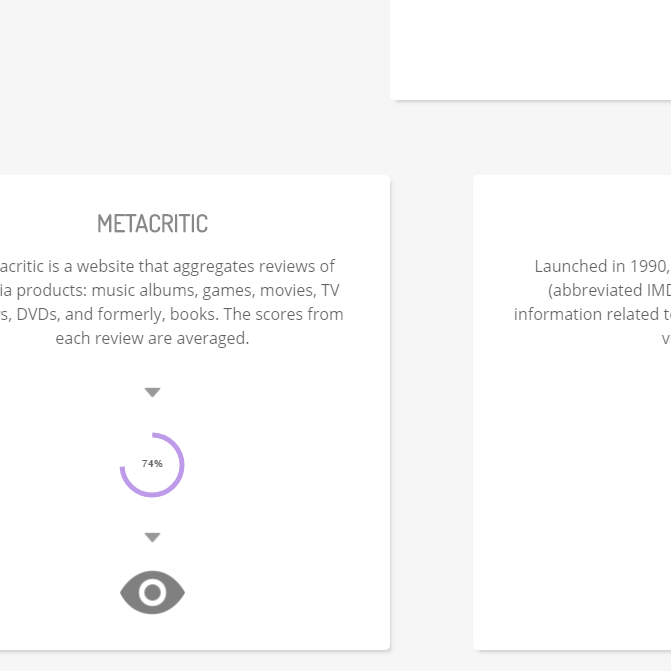 METACRITIC
acritic is a website that aggregates reviews of
ia products: music albums, games, movies, TV
s, DVDs, and formerly, books. The scores from
each review are averaged.
74%
Launched in 1990,
(abbreviated IMD
information related t
v